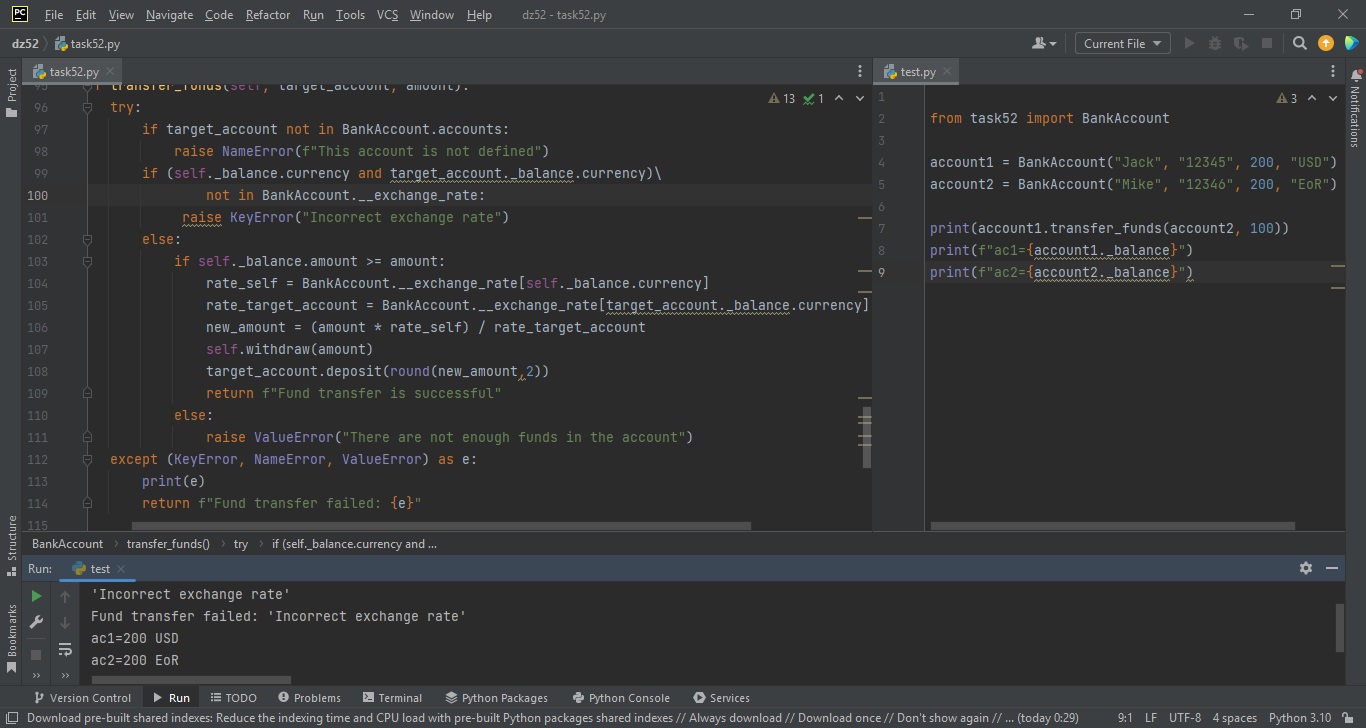 PC File Edit View Navigate Code Refactor Run Tools VCS Window Help dz52 - task52.py
dz52 task52.py Current File
Project
task52.py
test.py
Notifications
95 transfer_funds(self, target_account, amount):
13 1
96 try:
97 if target_account not in BankAccount.accounts:
98 raise NameError(f"This account is not defined")
99 if (self._balance.currency and target_account._balance.currency)\
100 not in BankAccount.__exchange_rate:
101 raise KeyError("Incorrect exchange rate")
102 else:
103 if self._balance.amount >= amount:
104 rate_self = BankAccount.__exchange_rate[self._balance.currency]
105 rate_target_account = BankAccount.__exchange_rate[target_account._balance.currency]
106 new_amount = (amount * rate_self) / rate_target_account
107 self.withdraw(amount)
108 target_account.deposit(round(new_amount,2))
109 return f"Fund transfer is successful"
110 else:
111 raise ValueError("There are not enough funds in the account")
112 except (KeyError, NameError, ValueError) as e:
113 print(e)
114 return f"Fund transfer failed: {e}"
115
1
3
2 from task52 import BankAccount
3
4 account1 = BankAccount("Jack", "12345", 200, "USD")
5 account2 = BankAccount("Mike", "12346", 200, "EoR")
6
7 print(account1.transfer_funds(account2, 100))
8 print(f"ac1={account1._balance}")
9 print(f"ac2={account2._balance}")
BankAccount transfer_funds() try if (self._balance.currency and ...
Structure
Bookmarks
Run: test
'Incorrect exchange rate'
Fund transfer failed: 'Incorrect exchange rate'
ac1=200 USD
ac2=200 EoR
Version Control Run TODO Problems Terminal Python Packages Python Console Services
Download pre-built shared indexes: Reduce the indexing time and CPU load with pre-built Python packages shared indexes // Always download // Download once // Don't show again // ... (today 0:29) 9:1 LF UTF-8 4 spaces Python 3.10